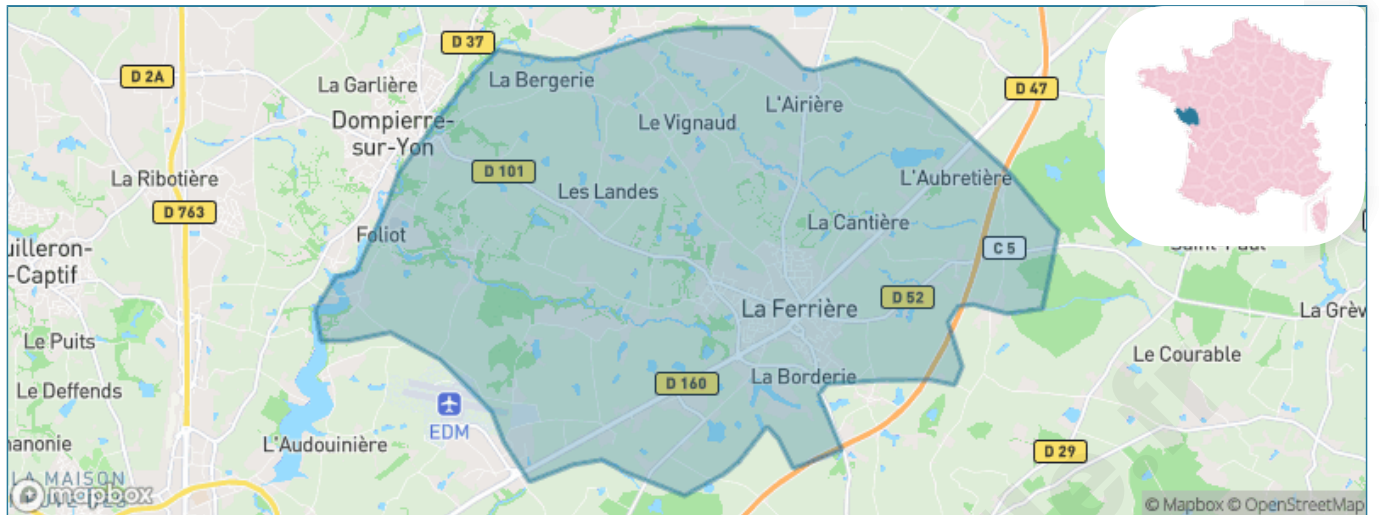 D 37
D 2A
La Garlière
La Bergerie
D 47
L'Airière
Dompierre-
sur-Yon
Le Vignaud
D 101
La Ribotière
Les Landes
L'Aubretière
D 763
La Cantière
Foliot
C 5
uilleron-
-Captif
Saint-Paul
D 52
La Ferrière
La Grèv
Le Puits
Le Courable
Le Deffends
D 160
La Borderie
EDM
nanonie
L'Audouinière
D 29
LA MAISON
mapbox
© Mapbox © OpenStreetMap